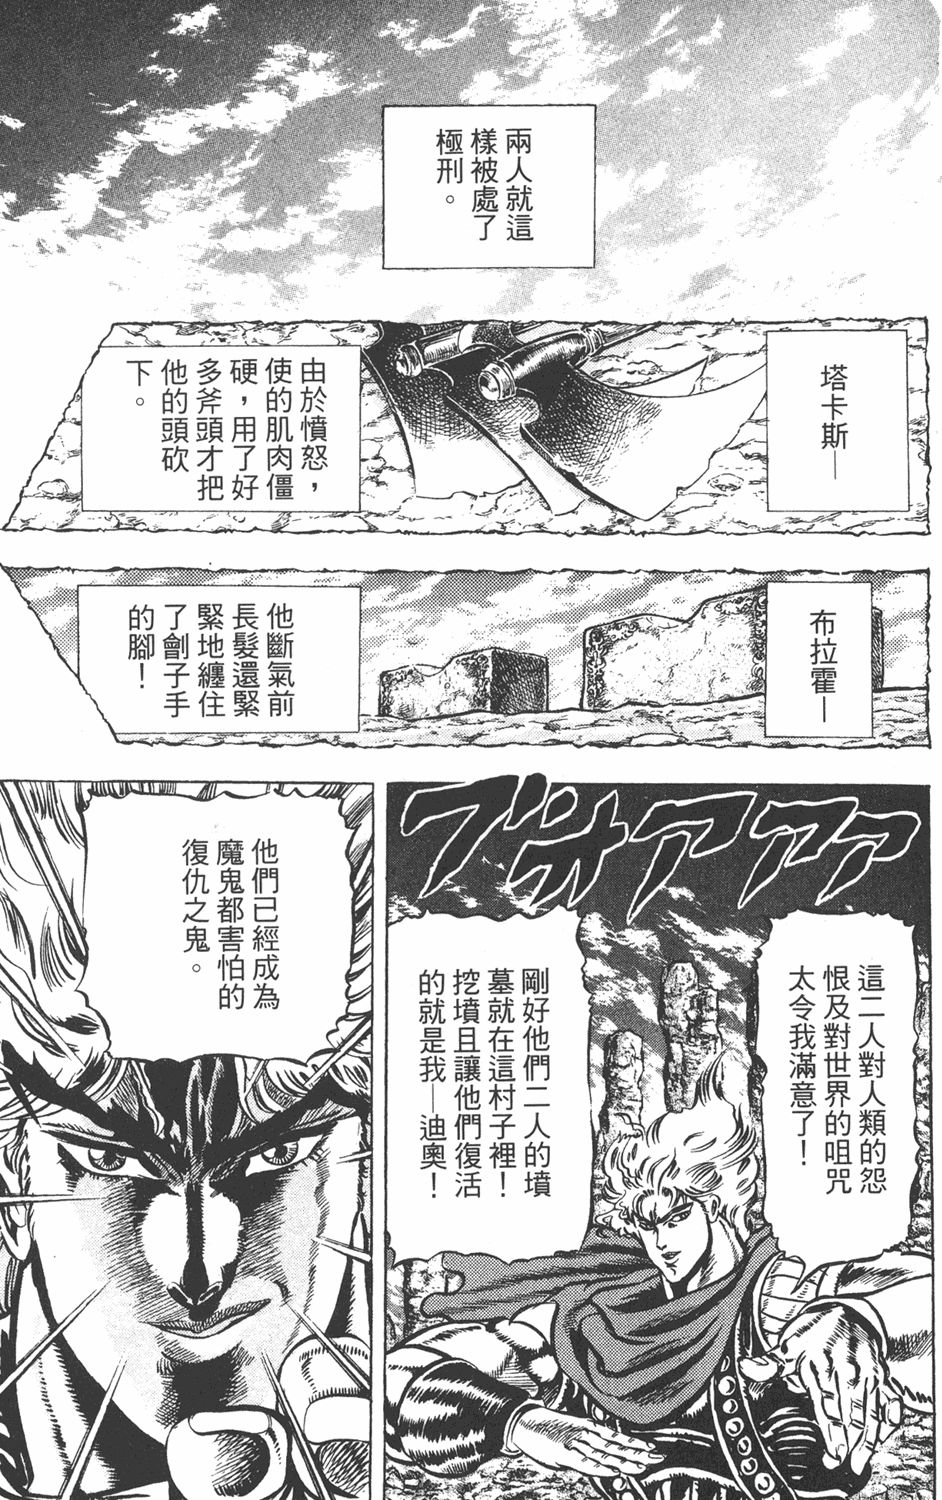 兩人就這
樣被處了
極刑。
塔卡斯—
由於憤怒，
使的肌肉僵
硬，用了好
多斧頭才把
他的頭砍
下。
布拉霍—
他斷氣前
長髮還緊
緊地纏住
了劊子手
的腳！
ブオアアア
這二人對人類的怨
恨及對世界的咀咒
太令我滿意了！
剛好他們二人的墳
墓就在這村子裡！
挖墳且讓他們復活
的就是我—迪奧！
他們已經成為
魔鬼都害怕的
復仇之鬼。